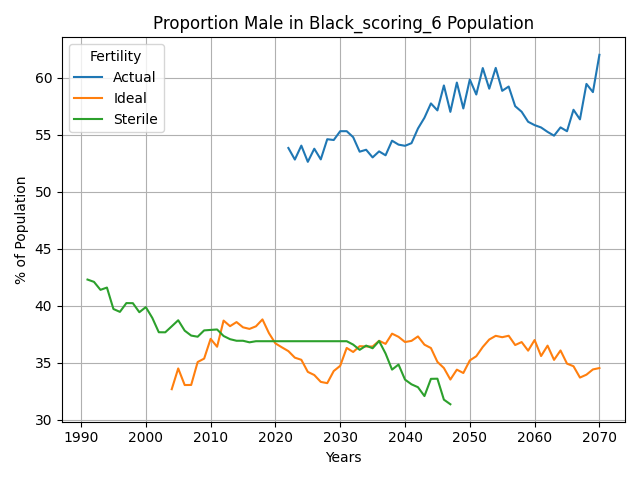 Proportion Male in Black_scoring_6 Population
Fertility
Actual
Ideal
Sterile
% of Population
60
55
50
45
40
35
30
1990 2000 2010 2020 2030 2040 2050 2060 2070
Years